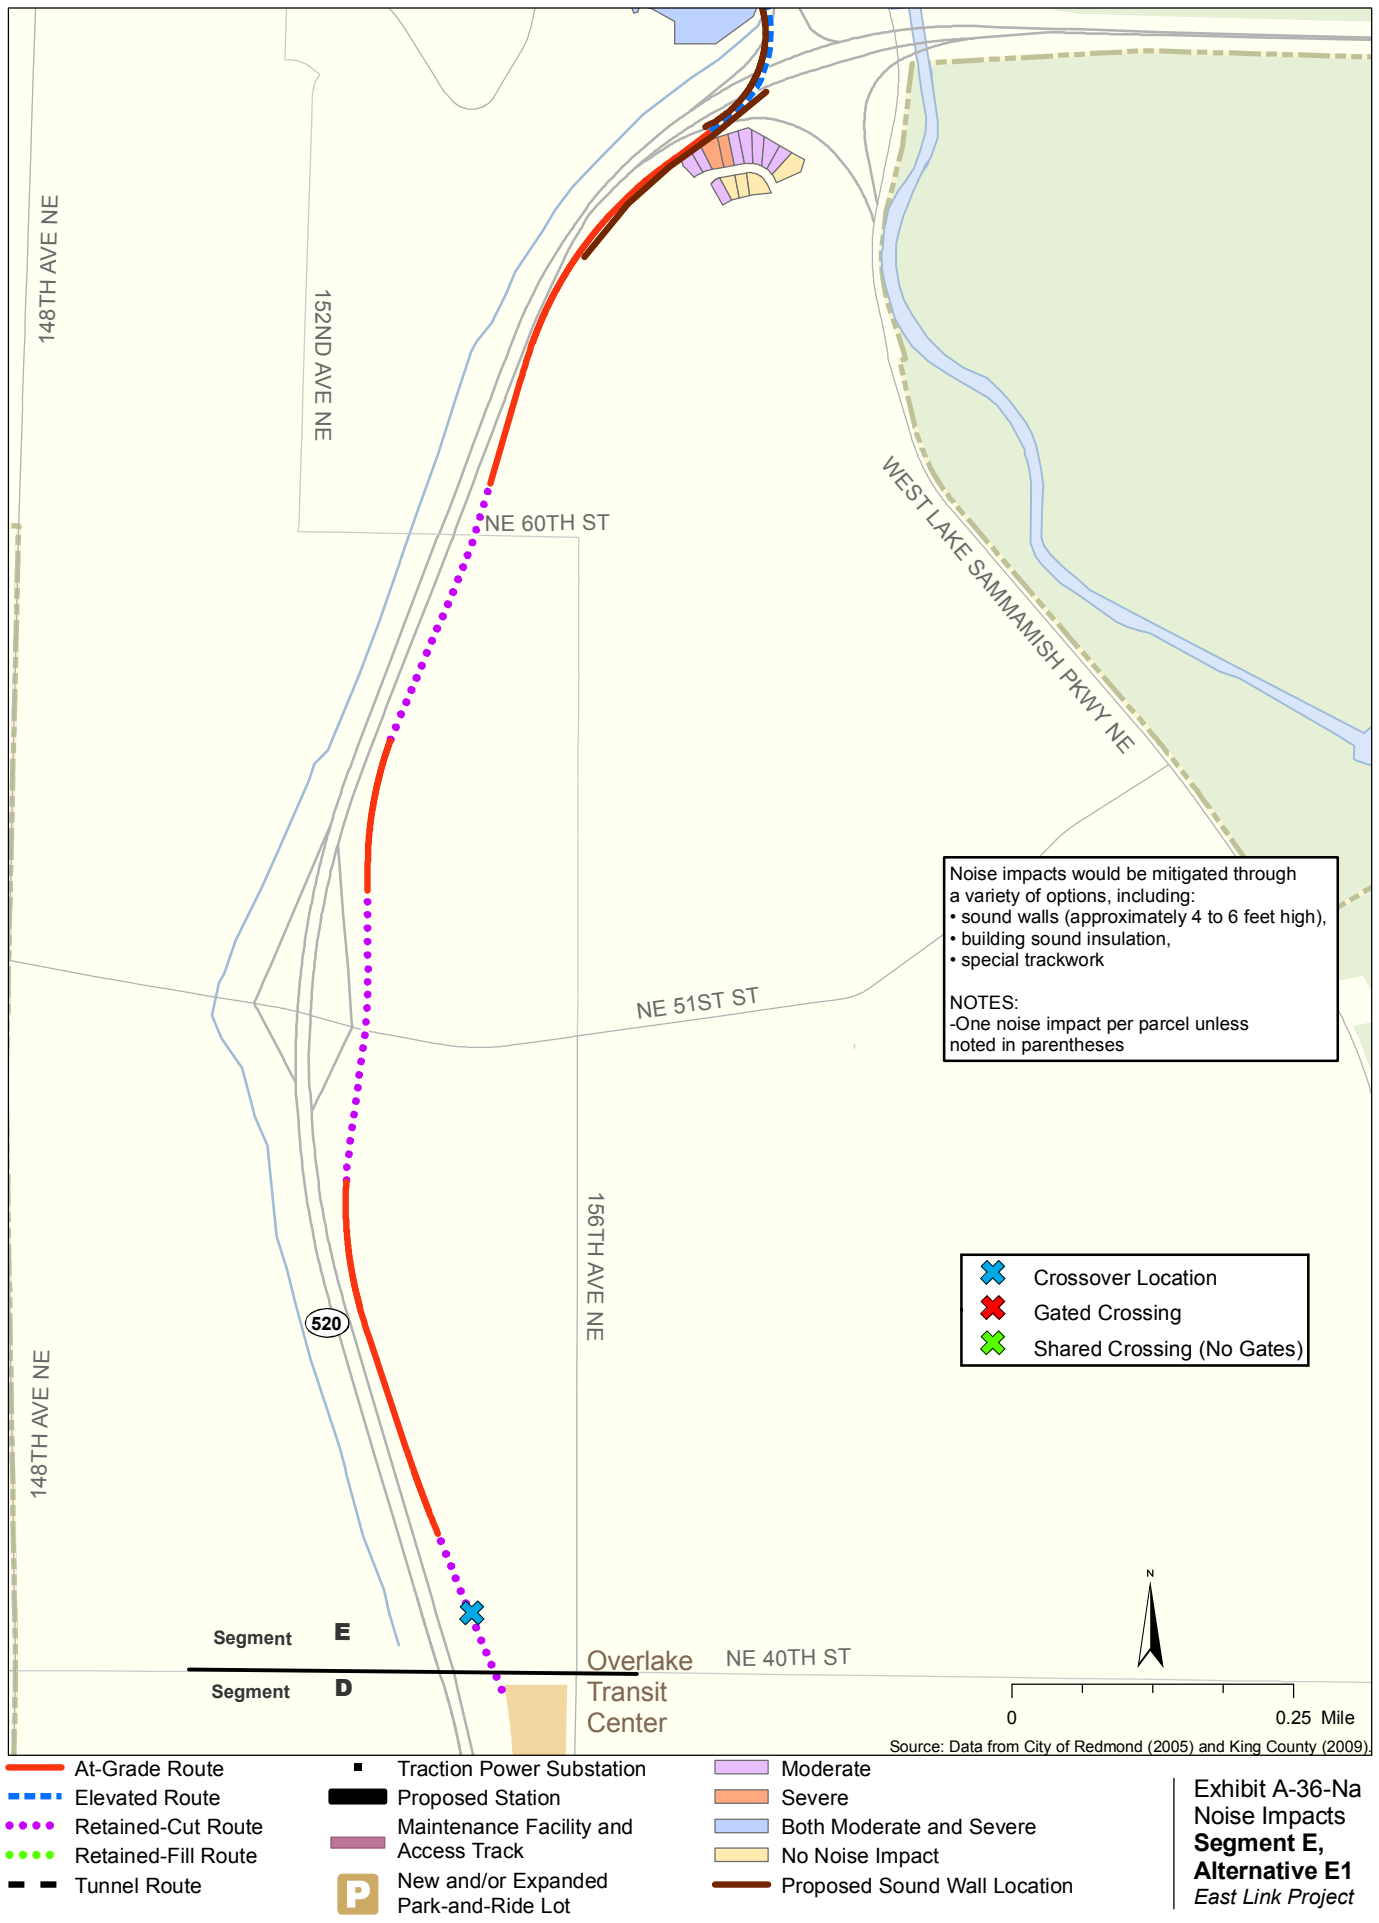 148TH AVE NE
152ND AVE NE
NE 60TH ST
WEST LAKE SAMMAMISH PKWY NE
Noise impacts would be mitigated through
a variety of options, including:
• sound walls (approximately 4 to 6 feet high),
• building sound insulation,
• special trackwork
NOTES:
-One noise impact per parcel unless
noted in parentheses
NE 51ST ST
156TH AVE NE
Crossover Location
Gated Crossing
Shared Crossing (No Gates)
520
148TH AVE NE
N
Segment E
Segment D
Overlake
Transit
Center
NE 40TH ST
0 0.25 Mile
Source: Data from City of Redmond (2005) and King County (2009).
At-Grade Route
Elevated Route
Retained-Cut Route
Retained-Fill Route
Tunnel Route
Traction Power Substation
Proposed Station
Maintenance Facility and
Access Track
P
New and/or Expanded
Park-and-Ride Lot
Moderate
Severe
Both Moderate and Severe
No Noise Impact
Proposed Sound Wall Location
Exhibit A-36-Na
Noise Impacts
Segment E,
Alternative E1
East Link Project